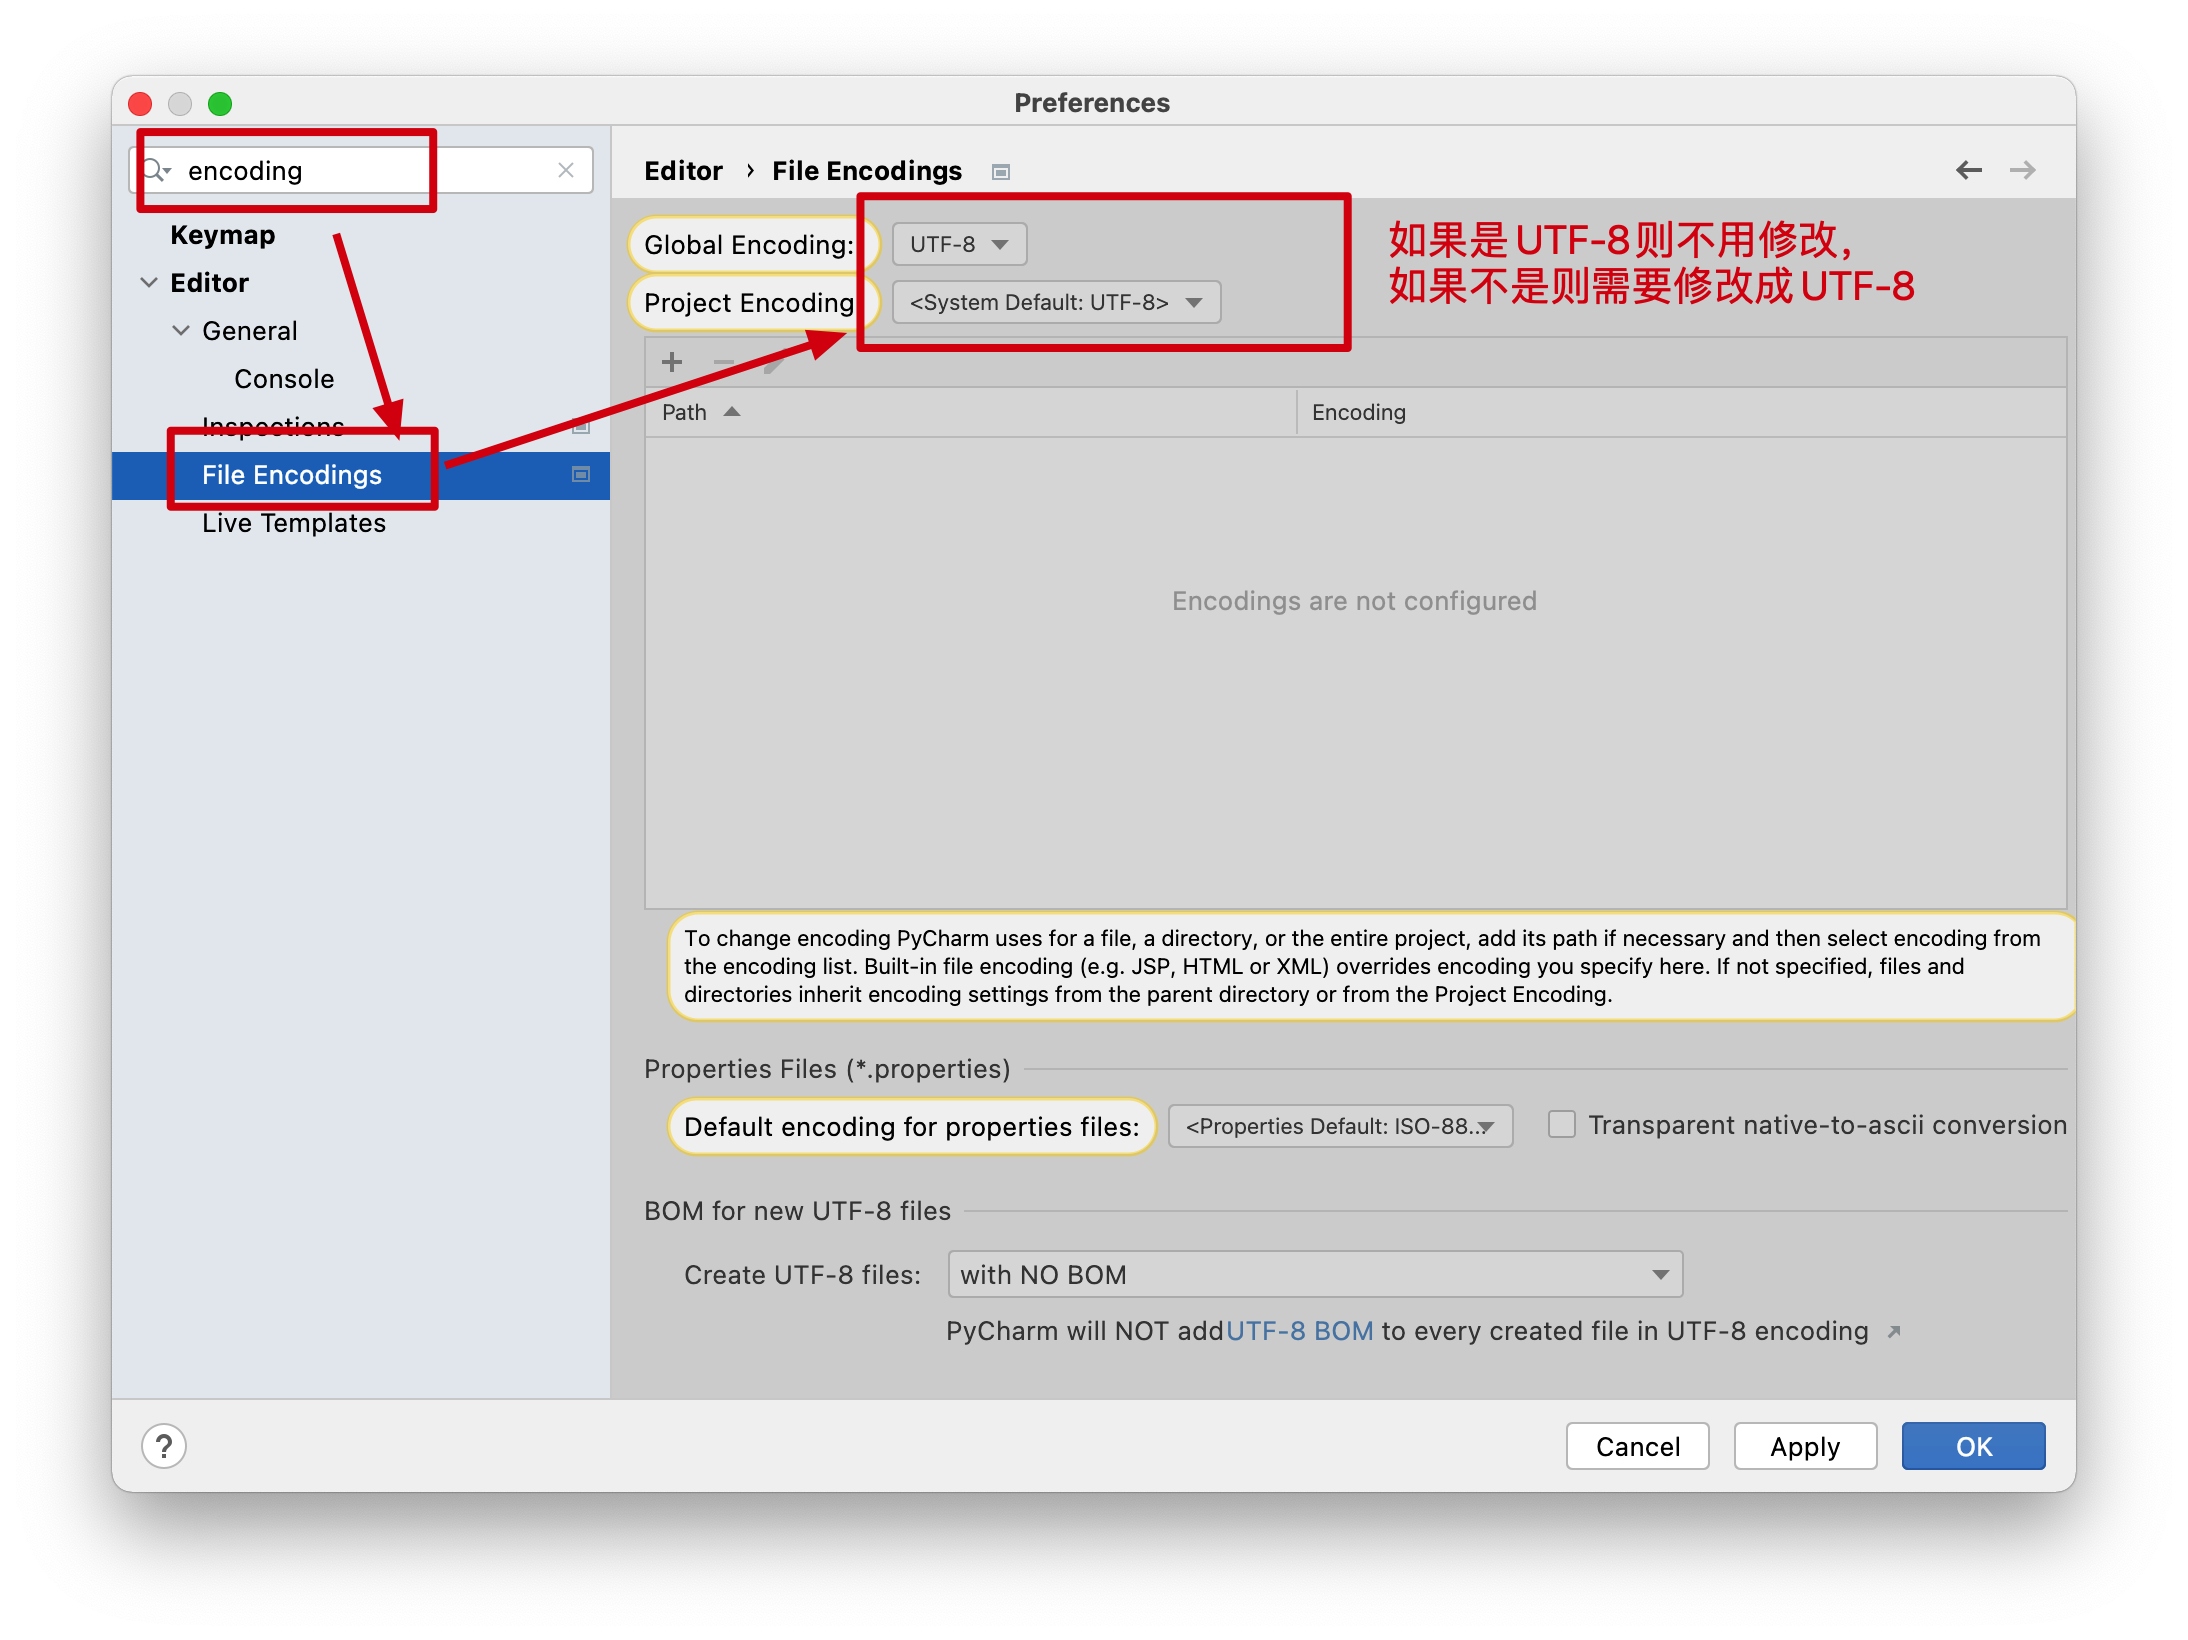 Preferences
encoding
Keymap
Editor
General
Console
Inspections
File Encodings
Live Templates
Editor › File Encodings
Global Encoding: UTF-8
Project Encoding <System Default: UTF-8>
如果是UTF-8则不用修改，
如果不是则需要修改成UTF-8
Path Encoding
Encodings are not configured
To change encoding PyCharm uses for a file, a directory, or the entire project, add its path if necessary and then select encoding from
the encoding list. Built-in file encoding (e.g. JSP, HTML or XML) overrides encoding you specify here. If not specified, files and
directories inherit encoding settings from the parent directory or from the Project Encoding.
Properties Files (*.properties)
Default encoding for properties files: <Properties Default: ISO-88... Transparent native-to-ascii conversion
BOM for new UTF-8 files
Create UTF-8 files: with NO BOM
PyCharm will NOT add UTF-8 BOM to every created file in UTF-8 encoding ↗
? Cancel Apply OK